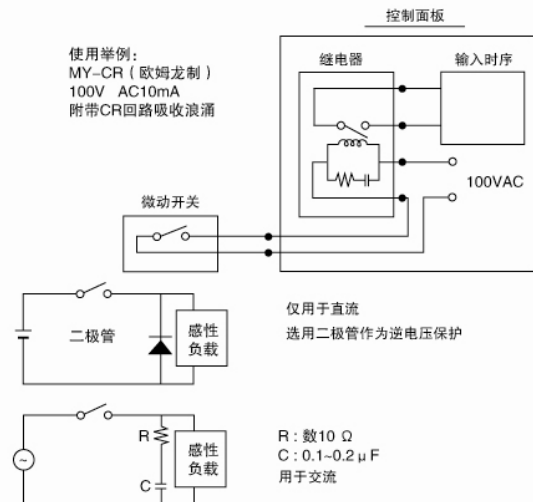 控制面板
使用举例：
MY-CR（欧姆龙制）
100V AC10mA
附带CR回路吸收浪涌
继电器
输入时序
100VAC
微动开关
二极管
感性
负载
仅用于直流
选用二极管作为逆电压保护
R
C
感性
负载
R：数10 Ω
C：0.1~0.2μF
用于交流